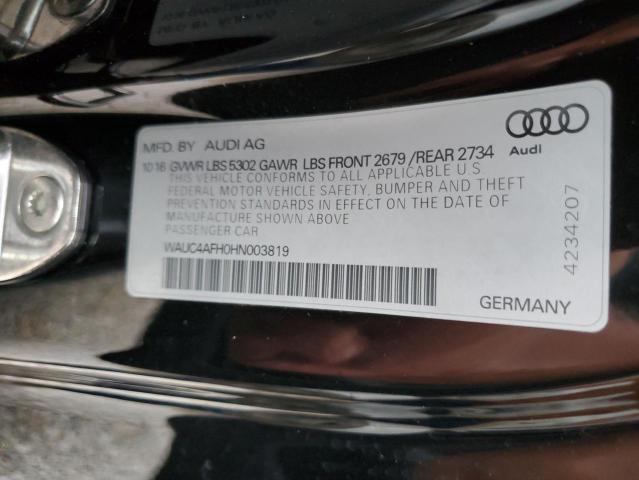 MFD. BY AUDI AG
10 16 GVWR LBS 5302 GAWR LBS FRONT 2679 /REAR 2734
THIS VEHICLE CONFORMS TO ALL APPLICABLE U.S
FEDERAL MOTOR VEHICLE SAFETY, BUMPER AND THEFT
PREVENTION STANDARDS IN EFFECT ON THE DATE OF
MANUFACTURE SHOWN ABOVE
PASSENGER CAR
WAUC4AFH0HN003819
Audi
4234207
GERMANY